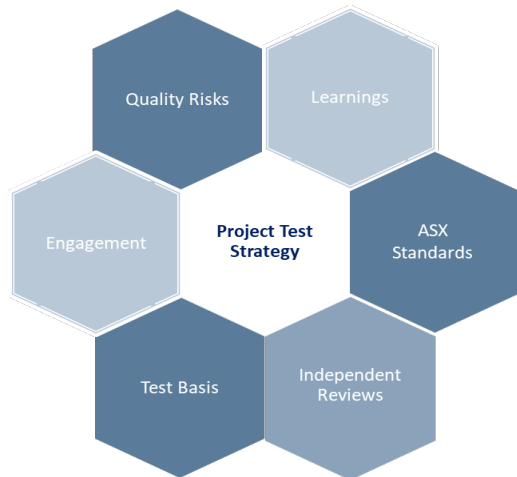 Quality Risks
Learnings
Engagement
Project Test
Strategy
ASX
Standards
Test Basis
Independent
Reviews